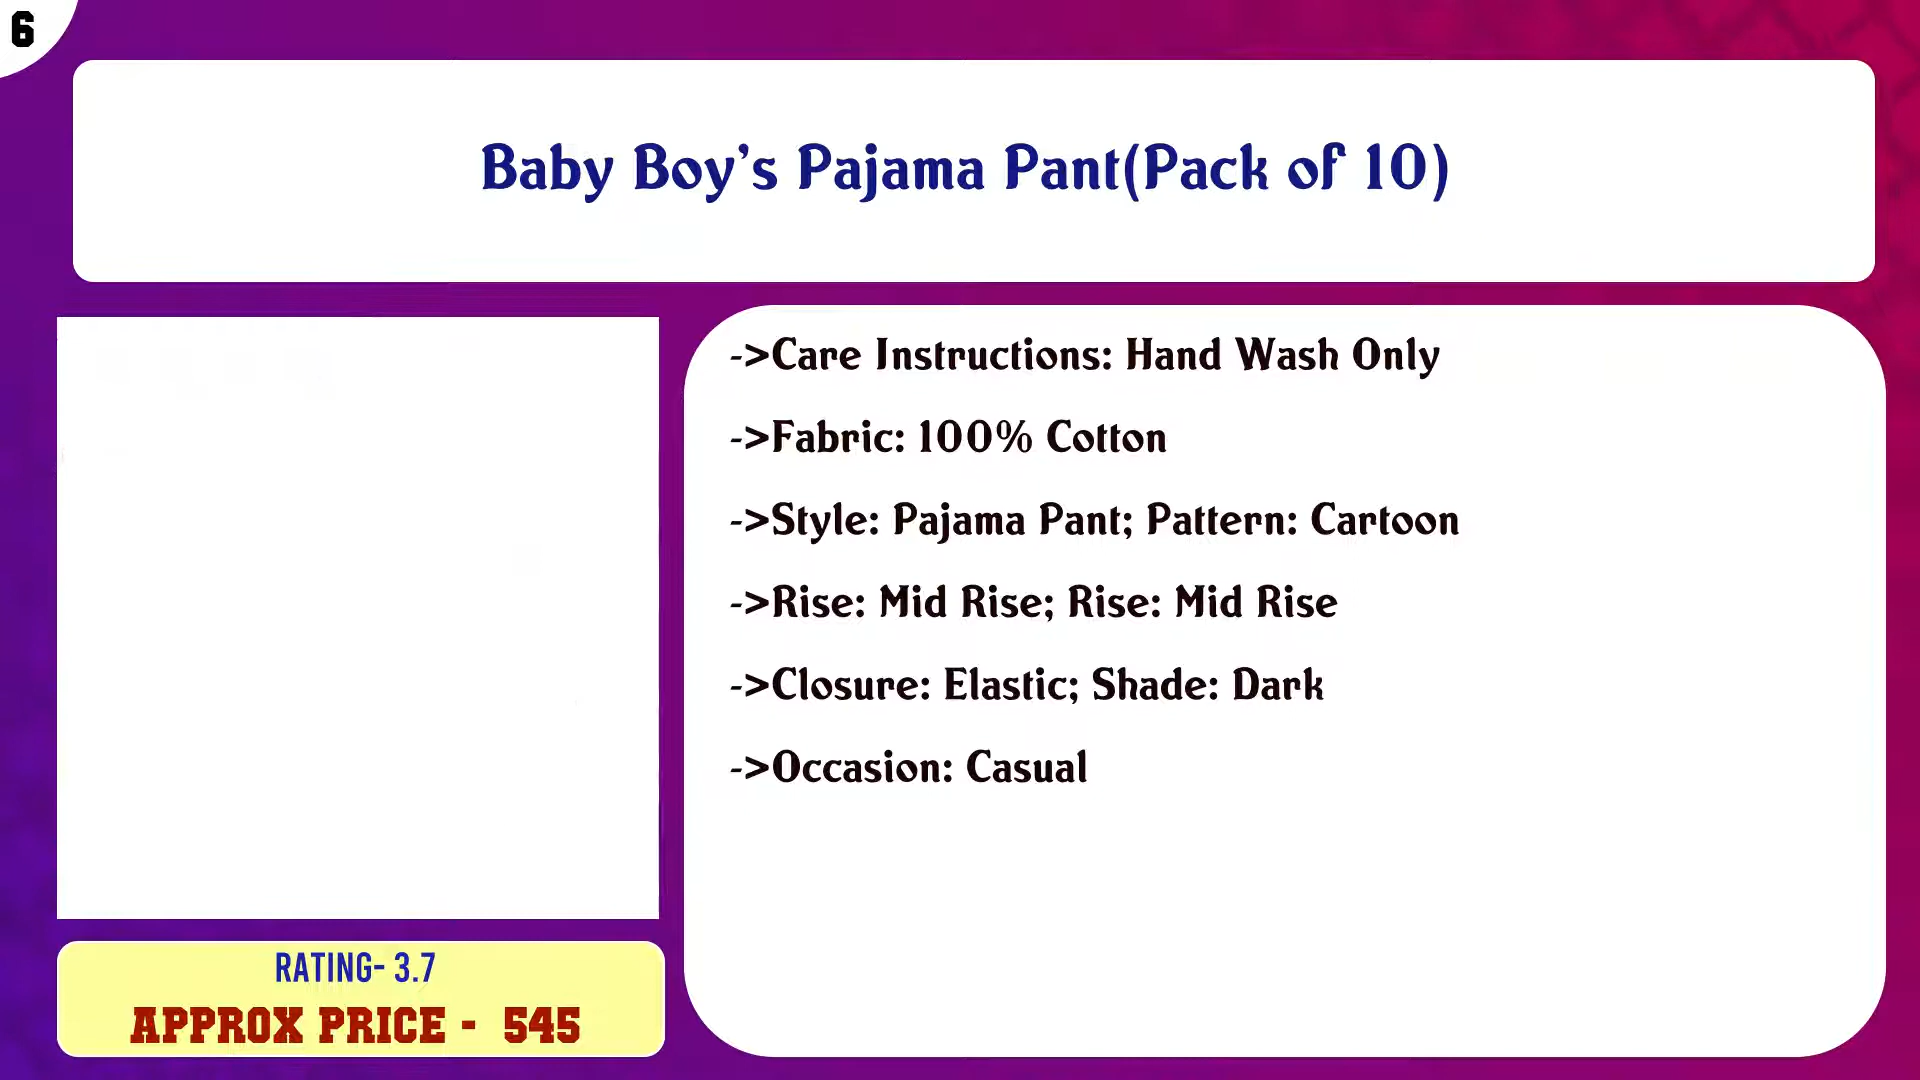 6
Baby Boy's Pajama Pant(Pack of 10)
->Care Instructions: Hand Wash Only
->Fabric: 100% Cotton
->Style: Pajama Pant; Pattern: Cartoon
->Rise: Mid Rise; Rise: Mid Rise
->Closure: Elastic; Shade: Dark
->Occasion: Casual
RATING- 3.7
APPROX PRICE - 545